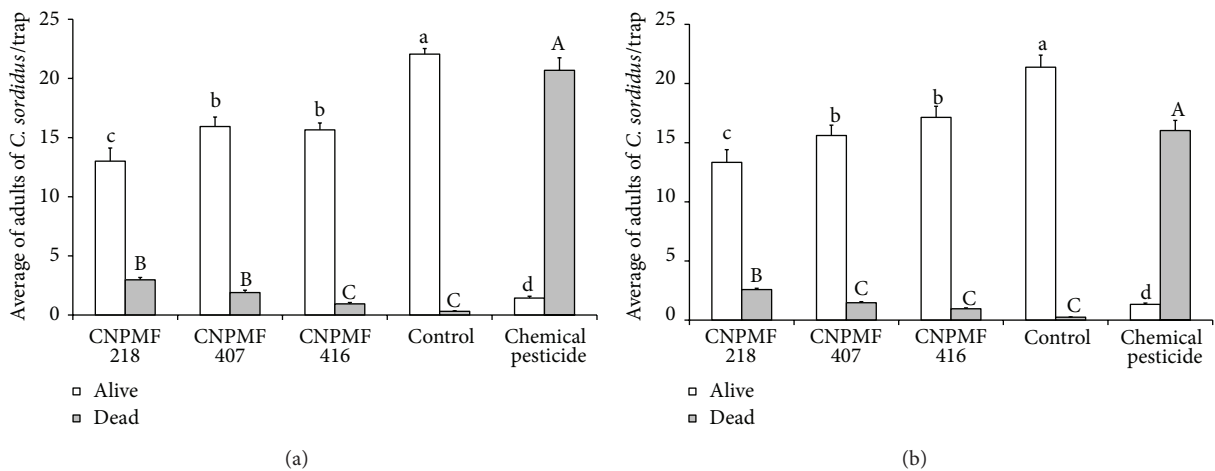 Average of adults of C. sordidus/trap
25
20
15
10
5
0
c
B
b
B
b
C
a
C
d
A
CNPMF
218
CNPMF
407
CNPMF
416
Control
Chemical
pesticide
Alive
Dead
(a)
Average of adults of C. sordidus/trap
25
20
15
10
5
0
c
B
b
C
b
C
a
C
d
A
CNPMF
218
CNPMF
407
CNPMF
416
Control
Chemical
pesticide
Alive
Dead
(b)